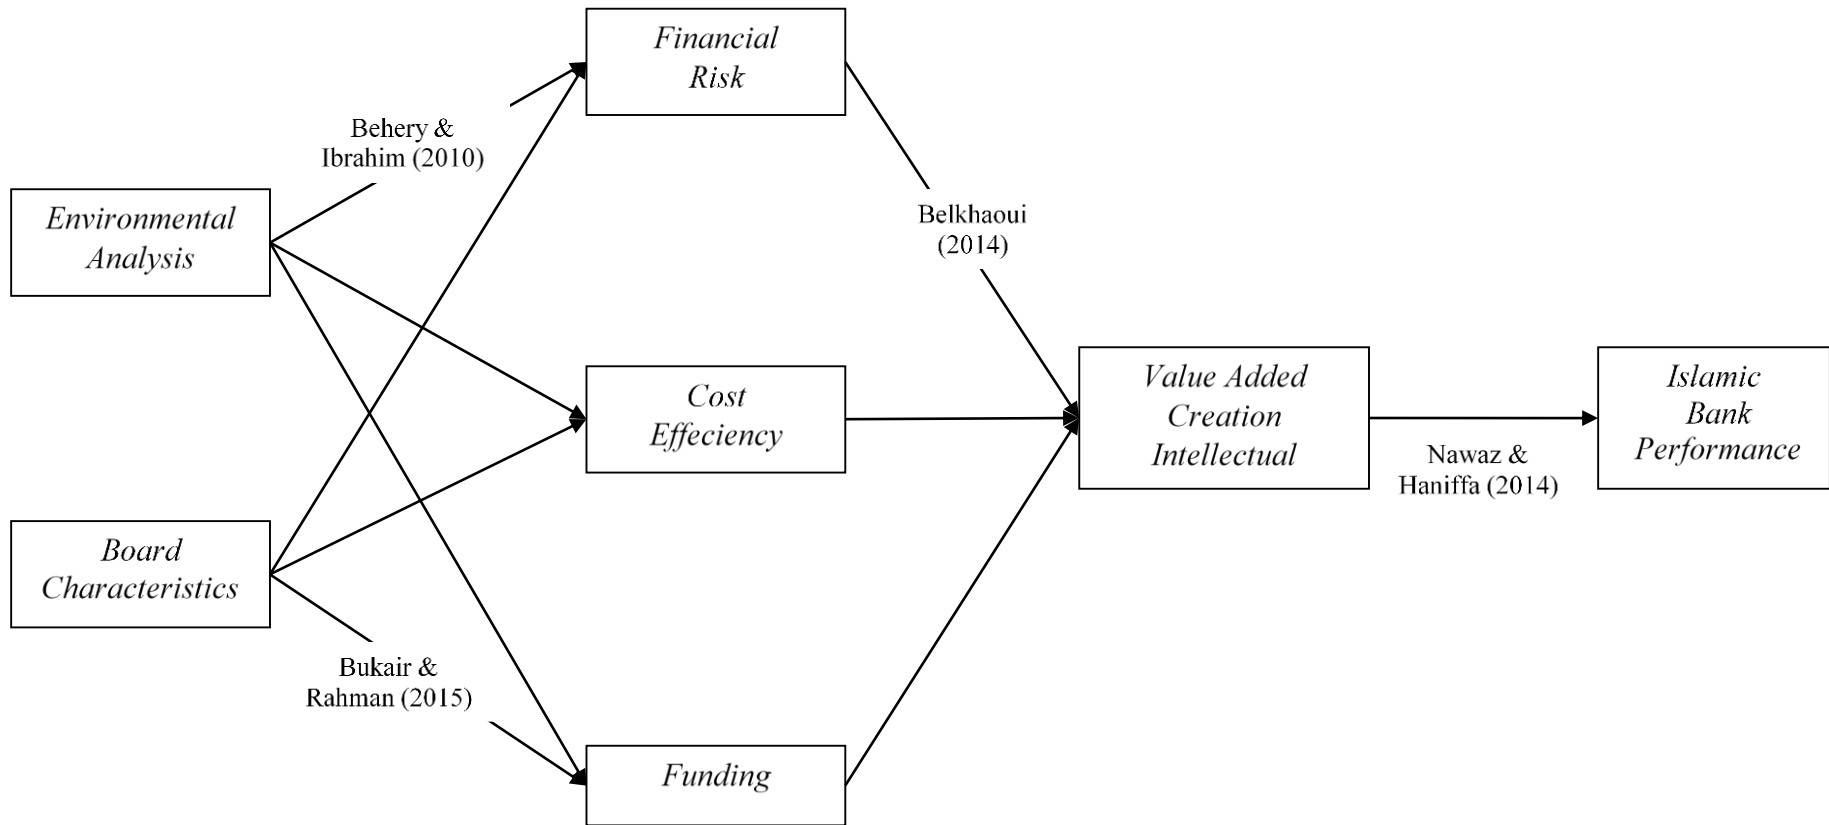 Financial
Risk
Behery &
Ibrahim (2010)
Environmental
Analysis
Belkhaoui
(2014)
Cost
Effeciency
Value Added
Creation
Intellectual
Islamic
Bank
Performance
Nawaz &
Haniffa (2014)
Board
Characteristics
Bukair &
Rahman (2015)
Funding